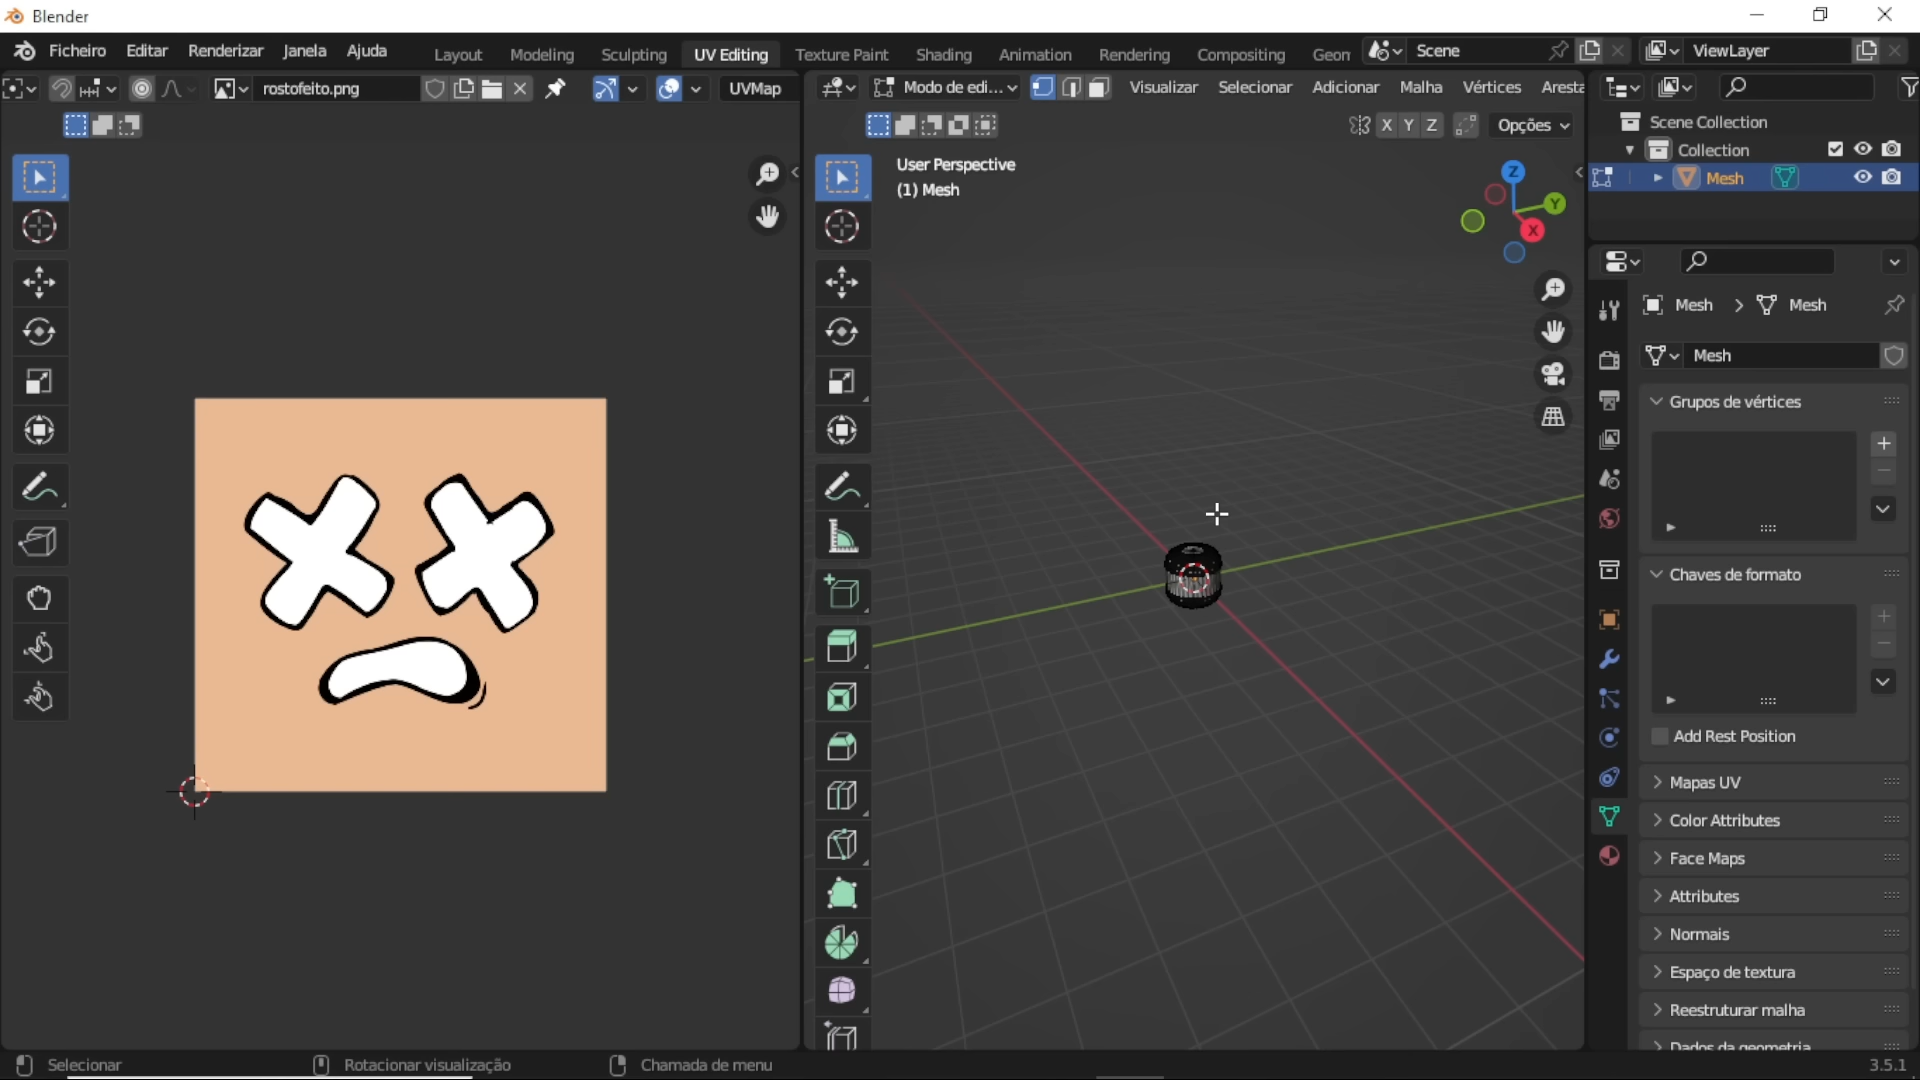 Blender
Ficheiro Editar Renderizar Janela Ajuda Layout Modeling Sculpting UV Editing Texture Paint Shading Animation Rendering Compositing Geon Scene ViewLayer
rostofeito.png UVMap Modo de edi... Visualizar Selecionar Adicionar Malha Vértices Aresta
X Y Z Opções
Scene Collection
Collection
Mesh
User Perspective
(1) Mesh
Z
Y
X
Mesh > Mesh
Mesh
Grupos de vértices
Chaves de formato
Add Rest Position
Mapas UV
Color Attributes
Face Maps
Attributes
Normais
Espaço de textura
Reestruturar malha
Dados da geometria
Selecionar Rotacionar visualização Chamada de menu 3.5.1